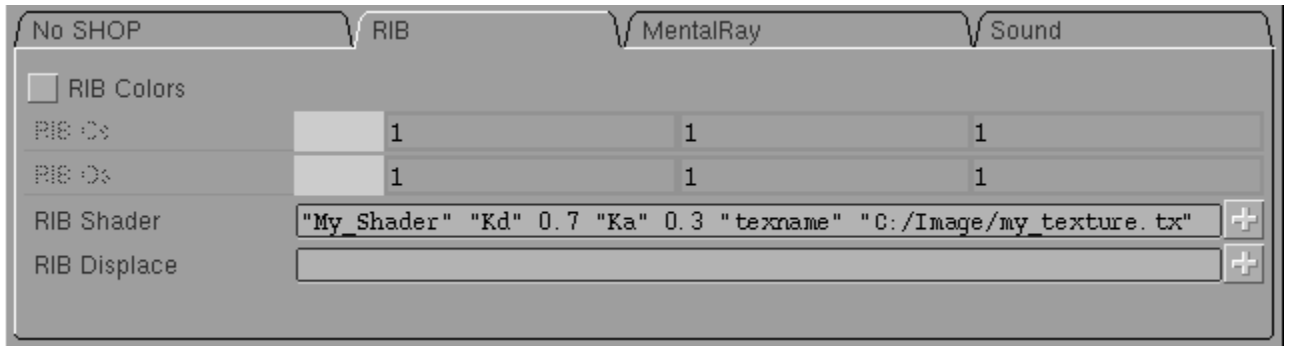 No SHOP RIB MentalRay Sound
RIB Colors
RIB Cs 1 1 1
RIB Os 1 1 1
RIB Shader "My_Shader" "Kd" 0.7 "Ka" 0.3 "texname" "C:/Image/my_texture.tx"
RIB Displace